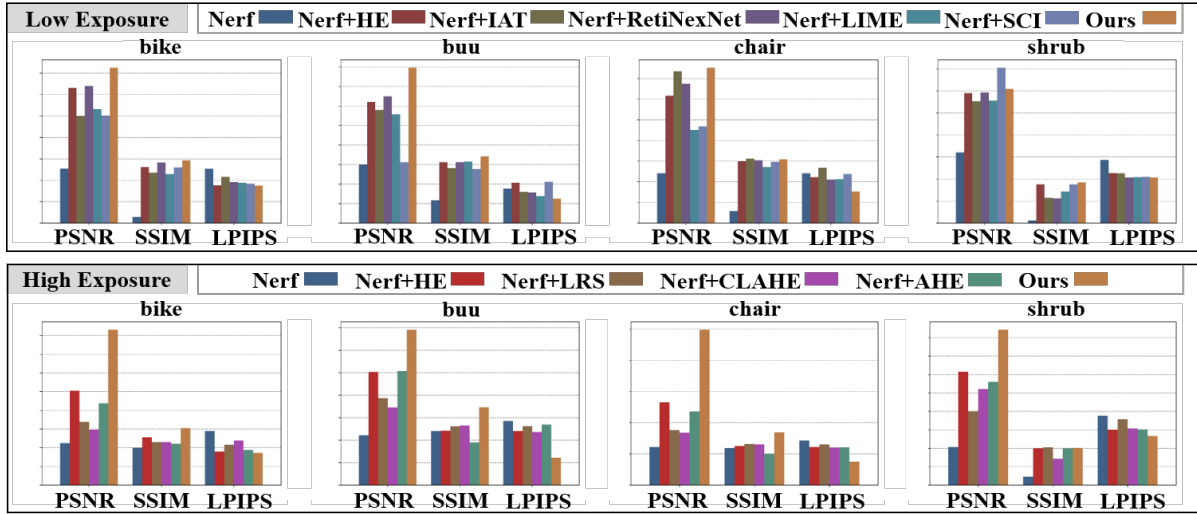 Low Exposure Nerf Nerf+HE Nerf+IAT Nerf+RetiNexNet Nerf+LIME Nerf+SCI Ours
bike buu chair shrub
PSNR SSIM LPIPS PSNR SSIM LPIPS PSNR SSIM LPIPS PSNR SSIM LPIPS
High Exposure Nerf Nerf+HE Nerf+LRS Nerf+CLAHE Nerf+AHE Ours
bike buu chair shrub
PSNR SSIM LPIPS PSNR SSIM LPIPS PSNR SSIM LPIPS PSNR SSIM LPIPS